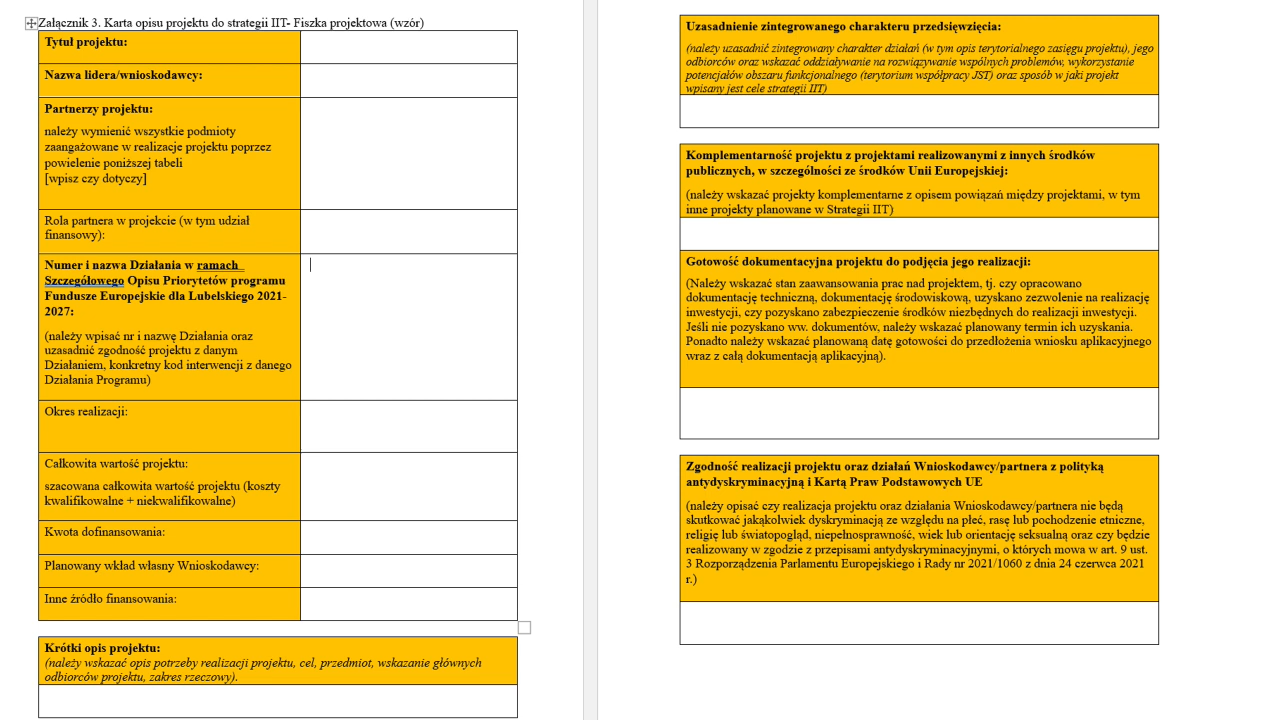 Załącznik 3. Karta opisu projektu do strategii IIT- Fiszka projektowa (wzór)
Tytuł projektu:
Nazwa lidera/wnioskodawcy:
Partnerzy projektu:
należy wymienić wszystkie podmioty
zaangażowane w realizacje projektu poprzez
powielenie poniższej tabeli
[wpisz czy dotyczy]
Rola partnera w projekcie (w tym udział
finansowy):
Numer i nazwa Działania w ramach
Szczegółowego Opisu Priorytetów programu
Fundusze Europejskie dla Lubelskiego 2021-
2027:
(należy wpisać nr i nazwę Działania oraz
uzasadnić zgodność projektu z danym
Działaniem, konkretny kod interwencji z danego
Działania Programu)
Okres realizacji:
Całkowita wartość projektu:
szacowana całkowita wartość projektu (koszty
kwalifikowalne + niekwalifikowalne)
Kwota dofinansowania:
Planowany wkład własny Wnioskodawcy:
Inne źródło finansowania:
Krótki opis projektu:
(należy wskazać opis potrzeby realizacji projektu, cel, przedmiot, wskazanie głównych
odbiorców projektu, zakres rzeczowy).
Uzasadnienie zintegrowanego charakteru przedsięwzięcia:
(należy uzasadnić zintegrowany charakter działań (w tym opis terytorialnego zasięgu projektu), jego
odbiorców oraz wskazać oddziaływanie na rozwiązywanie wspólnych problemów, wykorzystanie
potencjałów obszaru funkcjonalnego (terytorium współpracy JST) oraz sposób w jaki projekt
wpisany jest cele strategii IIT)
Komplementarność projektu z projektami realizowanymi z innych środków
publicznych, w szczególności ze środków Unii Europejskiej:
(należy wskazać projekty komplementarne z opisem powiązań między projektami, w tym
inne projekty planowane w Strategii IIT)
Gotowość dokumentacyjna projektu do podjęcia jego realizacji:
(Należy wskazać stan zaawansowania prac nad projektem, tj. czy opracowano
dokumentację techniczną, dokumentację środowiskową, uzyskano zezwolenie na realizację
inwestycji, czy pozyskano zabezpieczenie środków niezbędnych do realizacji inwestycji.
Jeśli nie pozyskano ww. dokumentów, należy wskazać planowany termin ich uzyskania.
Ponadto należy wskazać planowaną datę gotowości do przedłożenia wniosku aplikacyjnego
wraz z całą dokumentacją aplikacyjną).
Zgodność realizacji projektu oraz działań Wnioskodawcy/partnera z polityką
antydyskryminacyjną i Kartą Praw Podstawowych UE
(należy opisać czy realizacja projektu oraz działania Wnioskodawcy/partnera nie będą
skutkować jakąkolwiek dyskryminacją ze względu na płeć, rasę lub pochodzenie etniczne,
religię lub światopogląd, niepełnosprawność, wiek lub orientację seksualną oraz czy będzie
realizowany w zgodzie z przepisami antydyskryminacyjnymi, o których mowa w art. 9 ust.
3 Rozporządzenia Parlamentu Europejskiego i Rady nr 2021/1060 z dnia 24 czerwca 2021
r.)